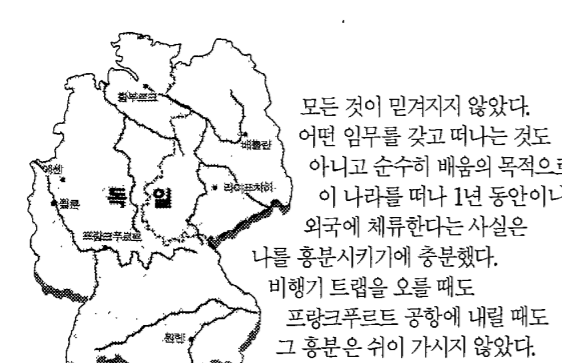 함부르크
베를린
에센
쾰른
독 일
라이프치히
프랑크푸르트
뮌헨
모든 것이 믿겨지지 않았다.
어떤 임무를 갖고 떠나는 것도
아니고 순수히 배움의 목적으로
이 나라를 떠나 1년 동안이나
외국에 체류한다는 사실은
나를 흥분시키기에 충분했다.
비행기 트랩을 오를 때도
프랑크푸르트 공항에 내릴 때도
그 흥분은 쉬이 가시지 않았다.